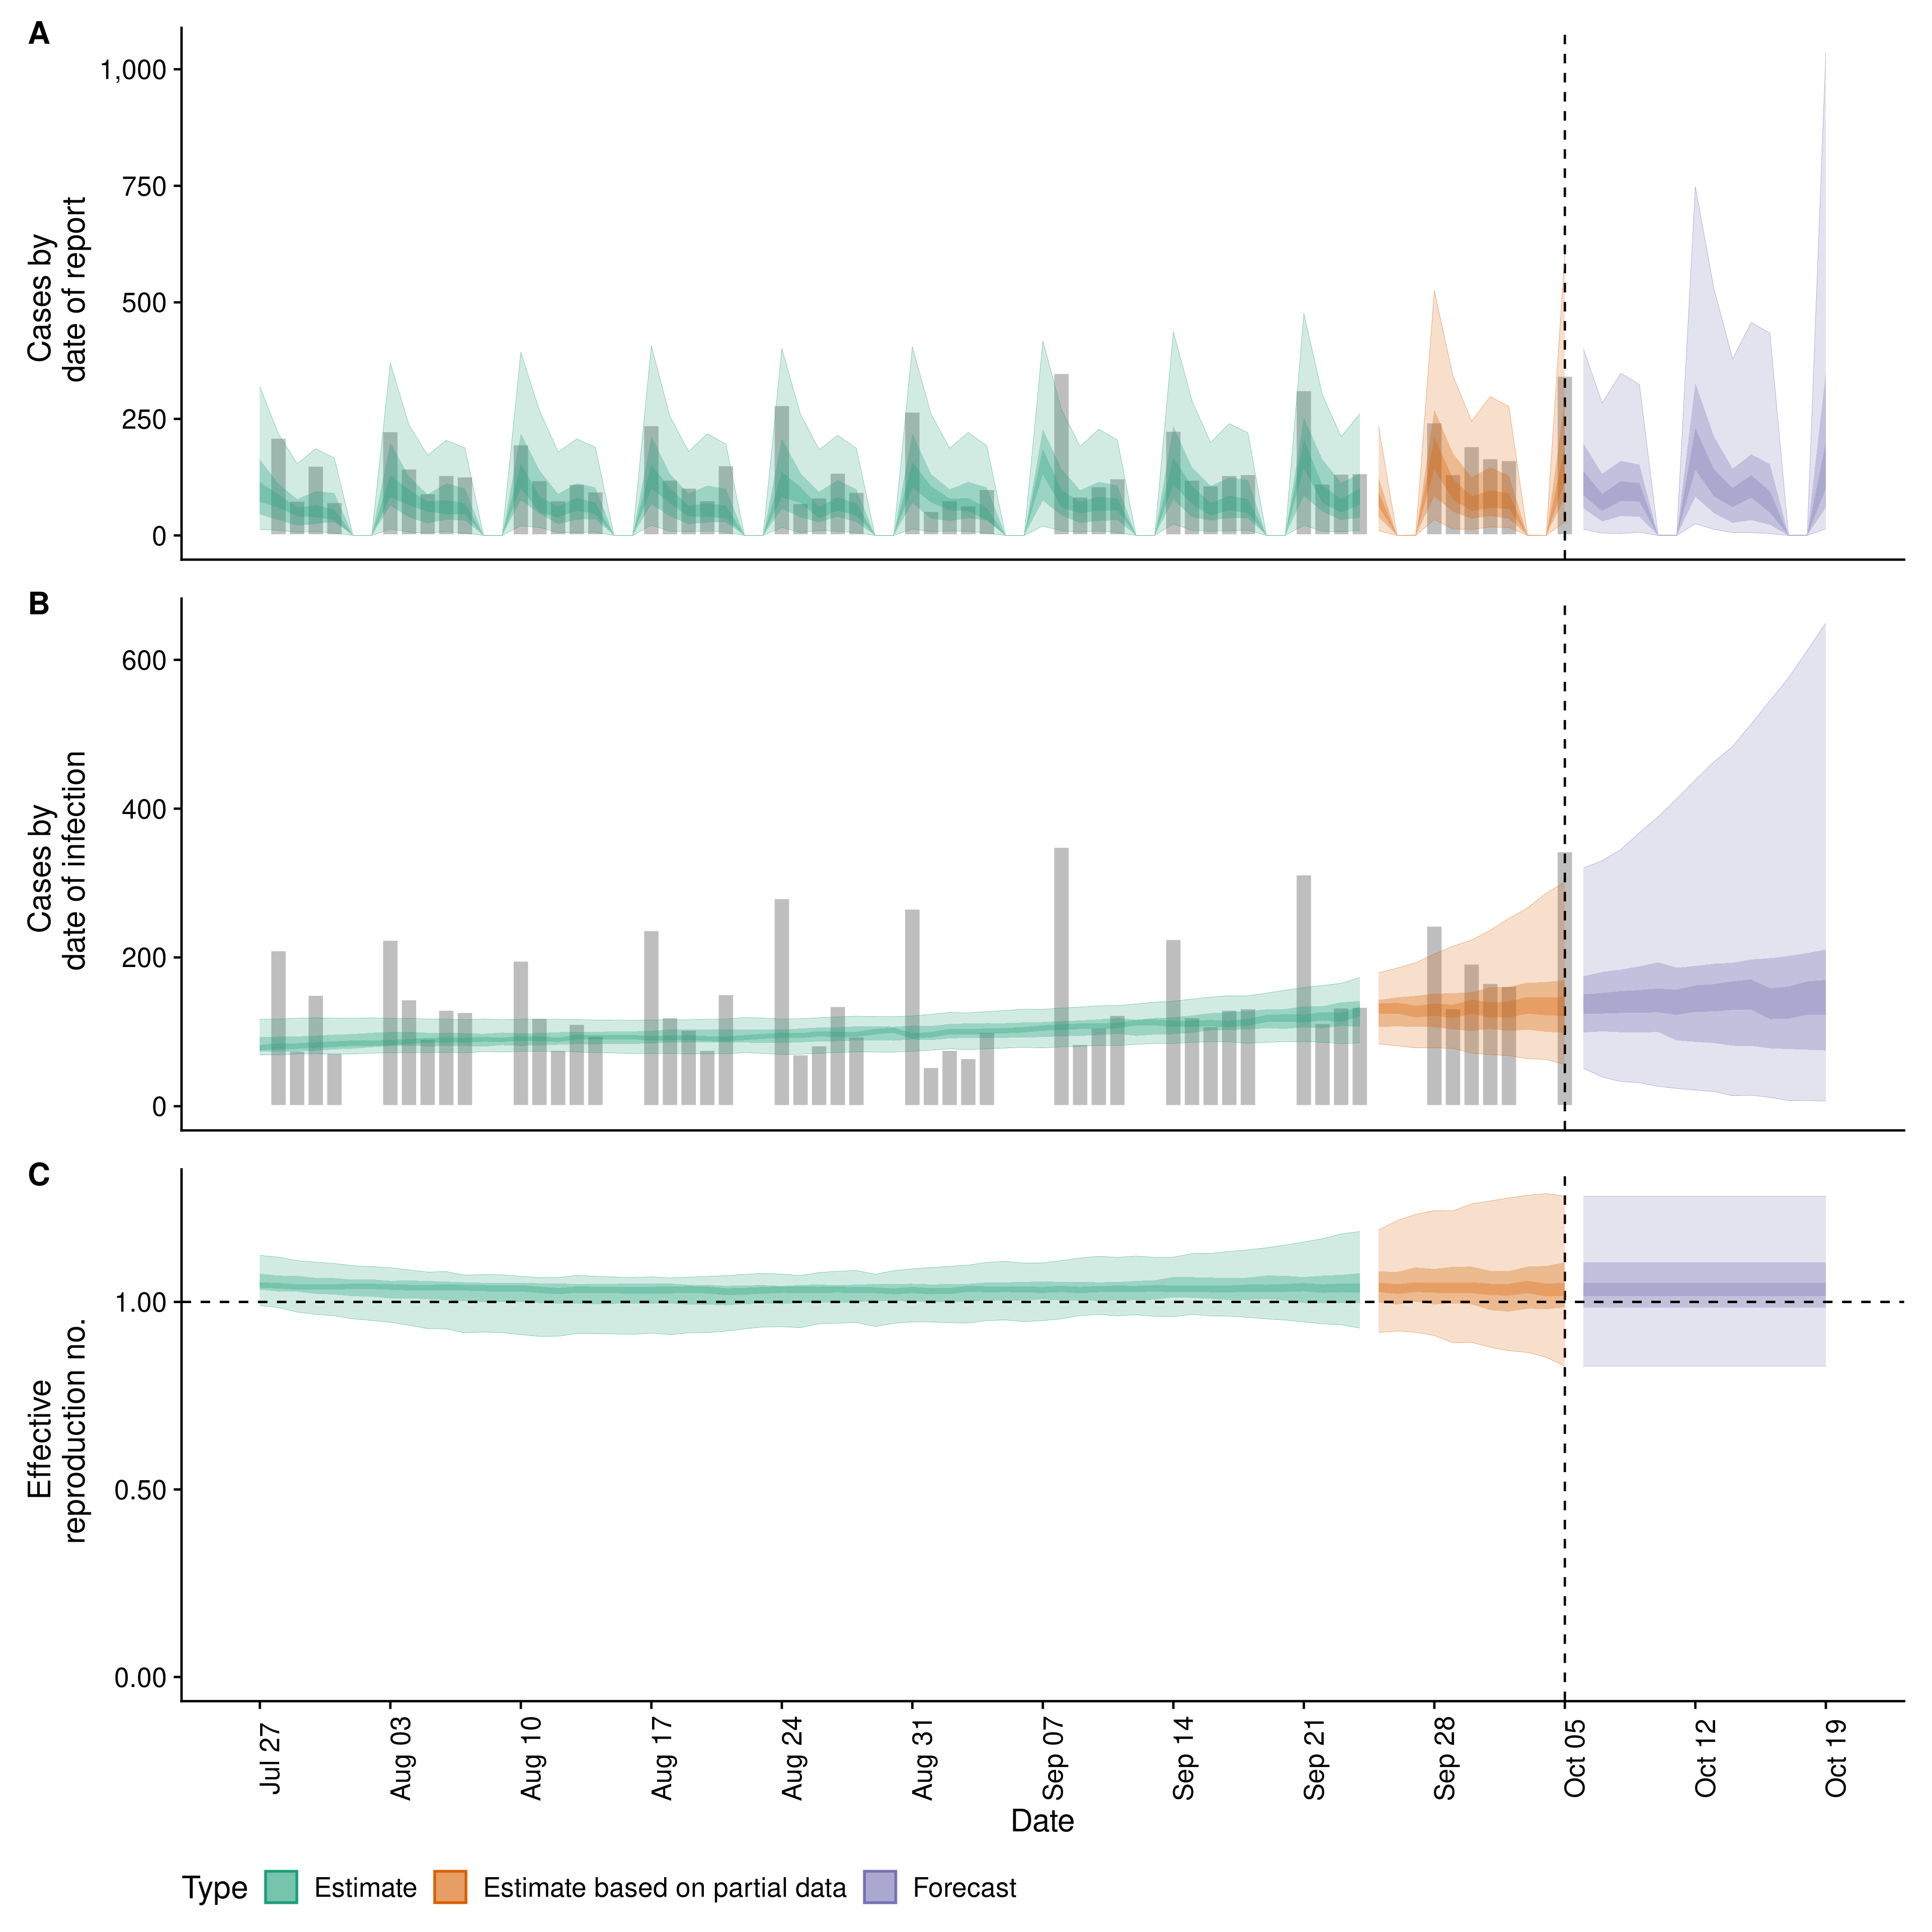 A
Cases by
date of report
1,000
750
500
250
0
B
Cases by
date of infection
600
400
200
0
C
Effective
reproduction no.
1.00
0.50
0.00
Jul 27
Aug 03
Aug 10
Aug 17
Aug 24
Aug 31
Sep 07
Sep 14
Sep 21
Sep 28
Oct 05
Oct 12
Oct 19
Date
Type Estimate Estimate based on partial data Forecast